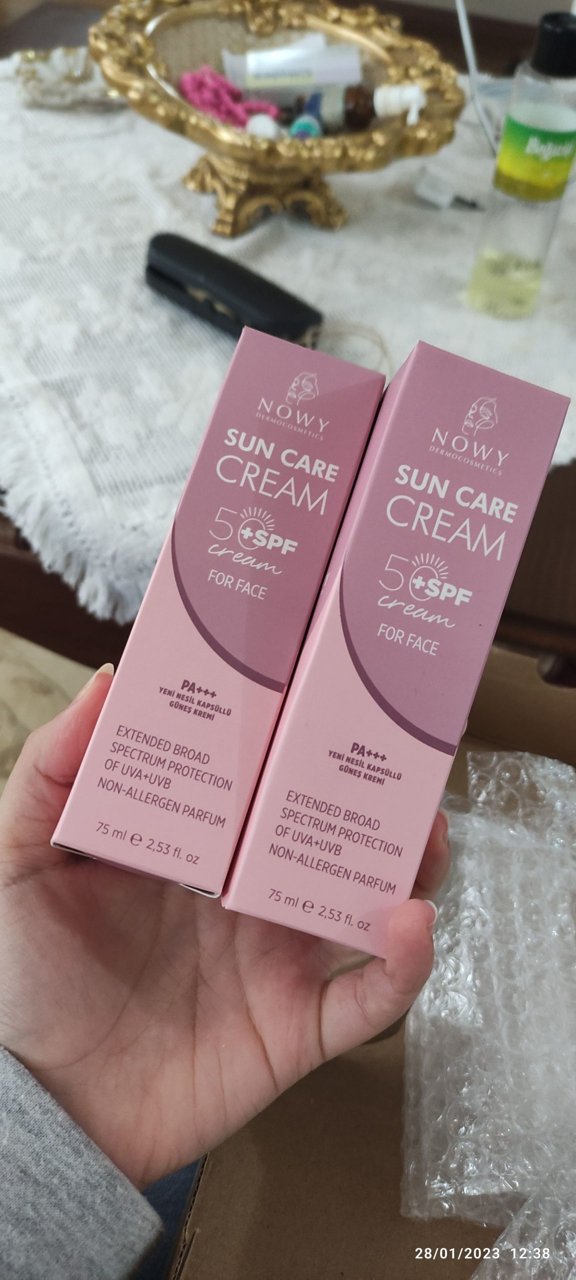 NOWY
DERMOCOSMETICS
SUN CARE
CREAM
50+SPF
cream
FOR FACE
PA+++
YENİ NESİL KAPSÜLLÜ
GÜNEŞ KREMİ
EXTENDED BROAD
SPECTRUM PROTECTION
OF UVA+UVB
NON-ALLERGEN PARFUM
75 ml e 2,53 fl. oz
NOWY
DERMOCOSMETICS
SUN CARE
CREAM
50+SPF
cream
FOR FACE
PA+++
YENİ NESİL KAPSÜLLÜ
GÜNEŞ KREMİ
EXTENDED BROAD
SPECTRUM PROTECTION
OF UVA+UVB
NON-ALLERGEN PARFUM
75 ml e 2,53 fl. oz
28/01/2023 12:38